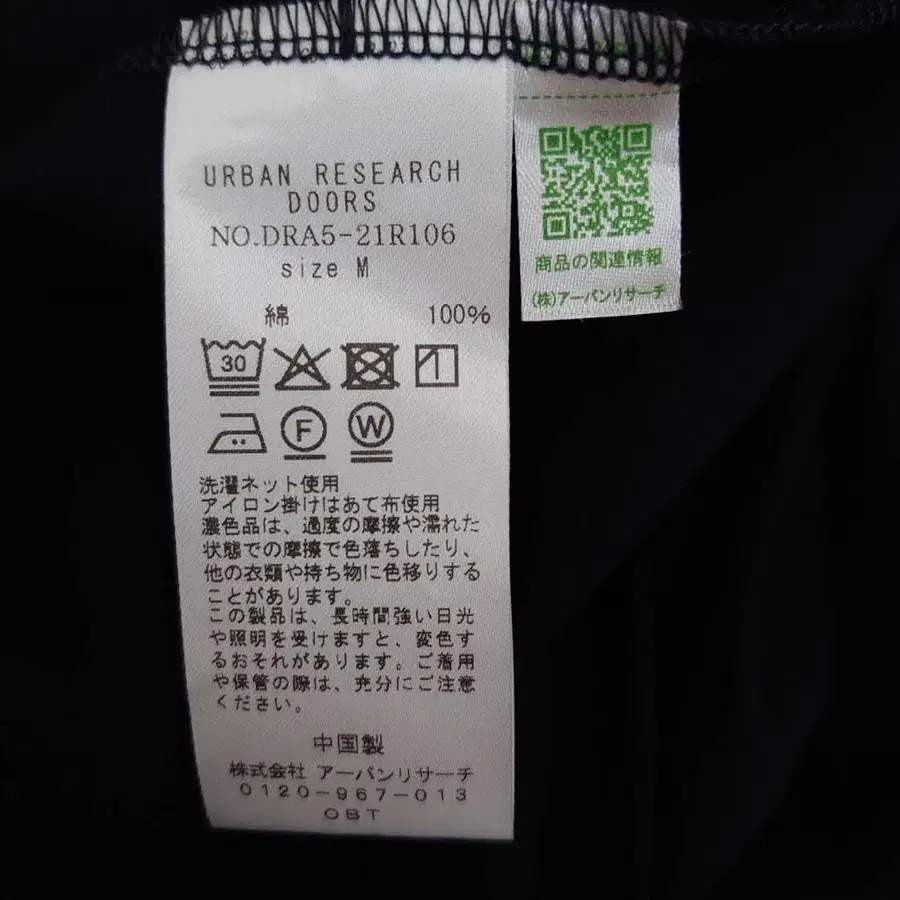 URBAN RESEARCH
DOORS
NO.DRA5-21R106
size M
綿 100%
30
F
W
洗濯ネット使用
アイロン掛けはあて布使用
濃色品は、過度の摩擦や濡れた
状態での摩擦で色落ちしたり、
他の衣類や持ち物に色移りする
ことがあります。
この製品は、長時間強い日光
や照明を受けますと、変色す
るおそれがあります。ご着用
や保管の際は、充分にご注意
ください。
中国製
株式会社 アーバンリサーチ
0120-967-013
OBT
商品の関連情報
(株)アーバンリサーチ